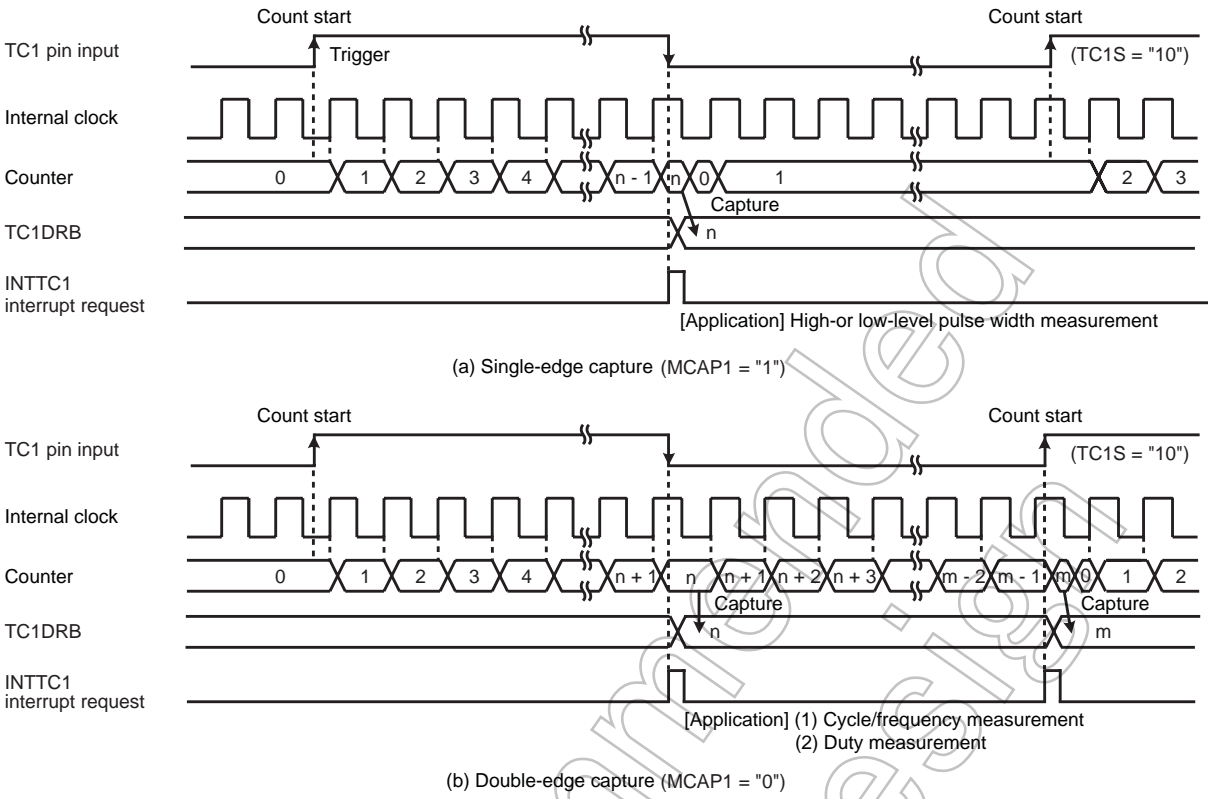 Count start Count start
TC1 pin input Trigger (TC1S = "10")
Internal clock
Counter 0 1 2 3 4 n - 1 n 0 1 2 3
Capture
TC1DRB n
INTTC1
interrupt request
[Application] High-or low-level pulse width measurement
(a) Single-edge capture (MCAP1 = "1")
Count start Count start
TC1 pin input (TC1S = "10")
Internal clock
Counter 0 1 2 3 4 n + 1 n n + 1 n + 2 n + 3 m - 2 m - 1 m 0 1 2
Capture Capture
TC1DRB n m
INTTC1
interrupt request
[Application] (1) Cycle/frequency measurement
(2) Duty measurement
(b) Double-edge capture (MCAP1 = "0")
mmended
esign